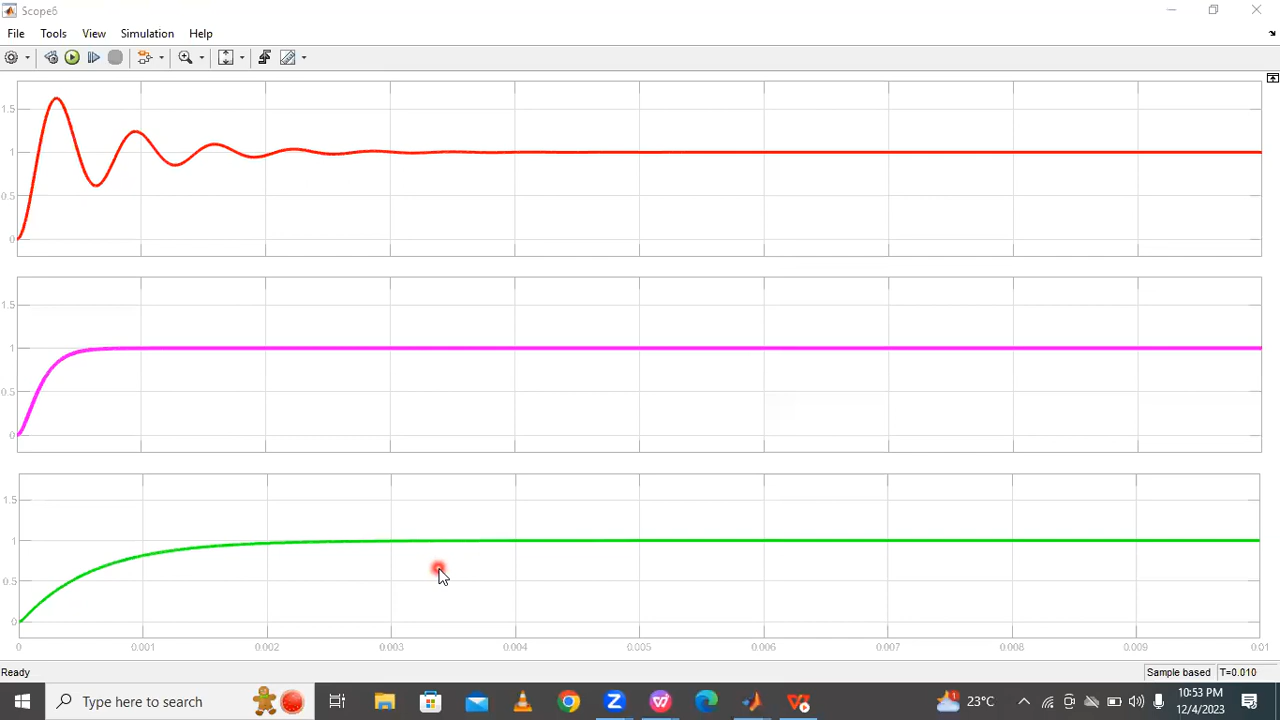 Scope6
File Tools View Simulation Help
1.5
1
0.5
0
1.5
1
0.5
0
1.5
1
0.5
0
0 0.001 0.002 0.003 0.004 0.005 0.006 0.007 0.008 0.009 0.01
Ready
Sample based T=0.010
Type here to search
1
23°C
10:53 PM
12/4/2023